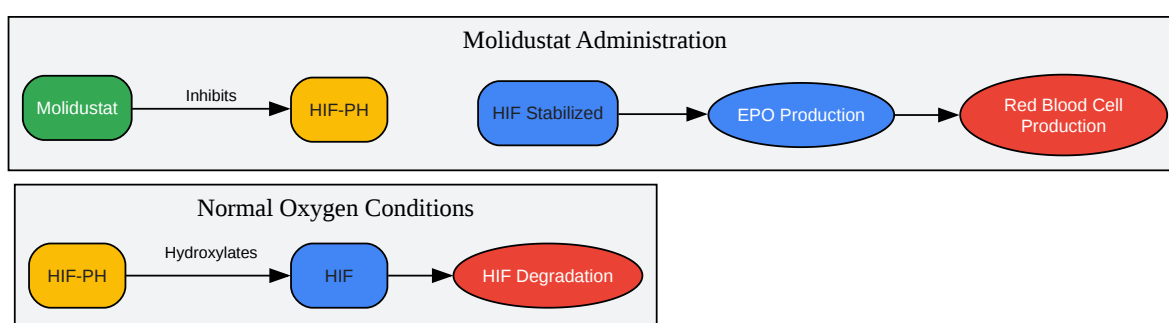 Molidustat Administration
Molidustat
Inhibits
HIF-PH
HIF Stabilized
EPO Production
Red Blood Cell
Production
Normal Oxygen Conditions
HIF-PH
Hydroxylates
HIF
HIF Degradation